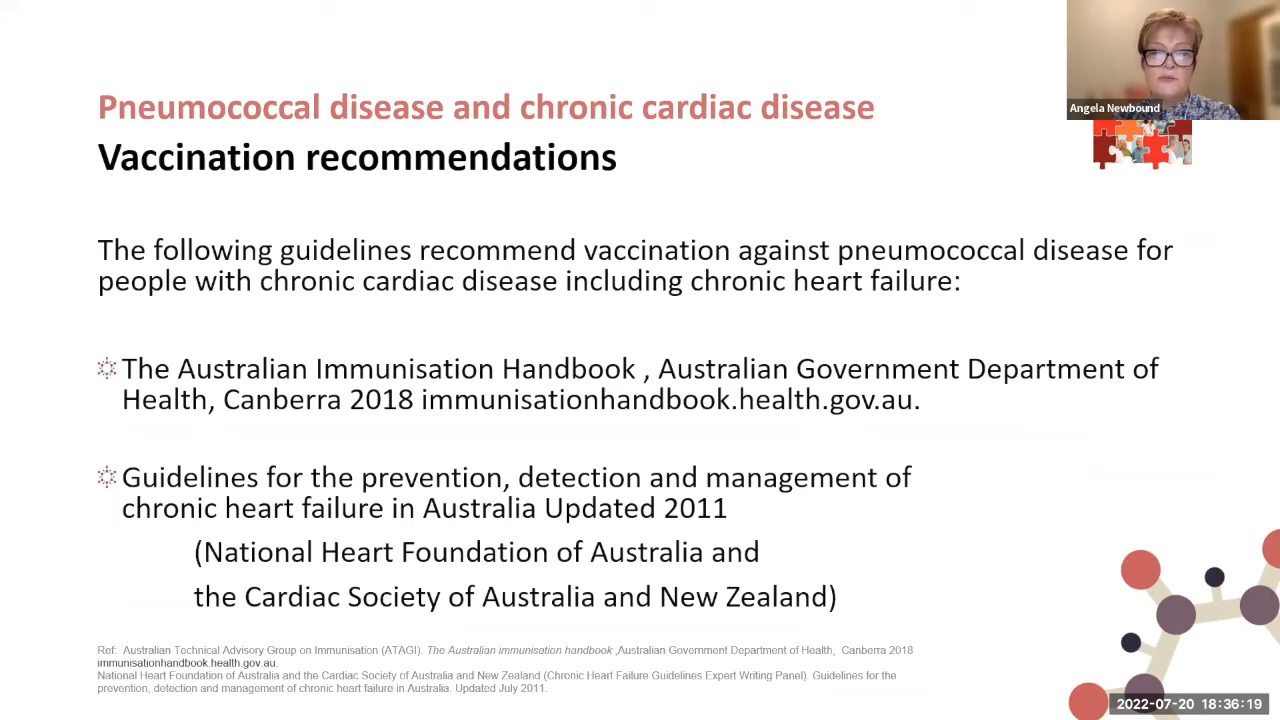 Angela Newbound
Pneumococcal disease and chronic cardiac disease
Vaccination recommendations
The following guidelines recommend vaccination against pneumococcal disease for
people with chronic cardiac disease including chronic heart failure:
The Australian Immunisation Handbook , Australian Government Department of
Health, Canberra 2018 immunisationhandbook.health.gov.au.
Guidelines for the prevention, detection and management of
chronic heart failure in Australia Updated 2011
(National Heart Foundation of Australia and
the Cardiac Society of Australia and New Zealand)
Ref: Australian Technical Advisory Group on Immunisation (ATAGI). The Australian immunisation handbook ,Australian Government Department of Health, Canberra 2018
immunisationhandbook.health.gov.au.
National Heart Foundation of Australia and the Cardiac Society of Australia and New Zealand (Chronic Heart Failure Guidelines Expert Writing Panel). Guidelines for the
prevention, detection and management of chronic heart failure in Australia. Updated July 2011.
2022-07-20 18:36:19